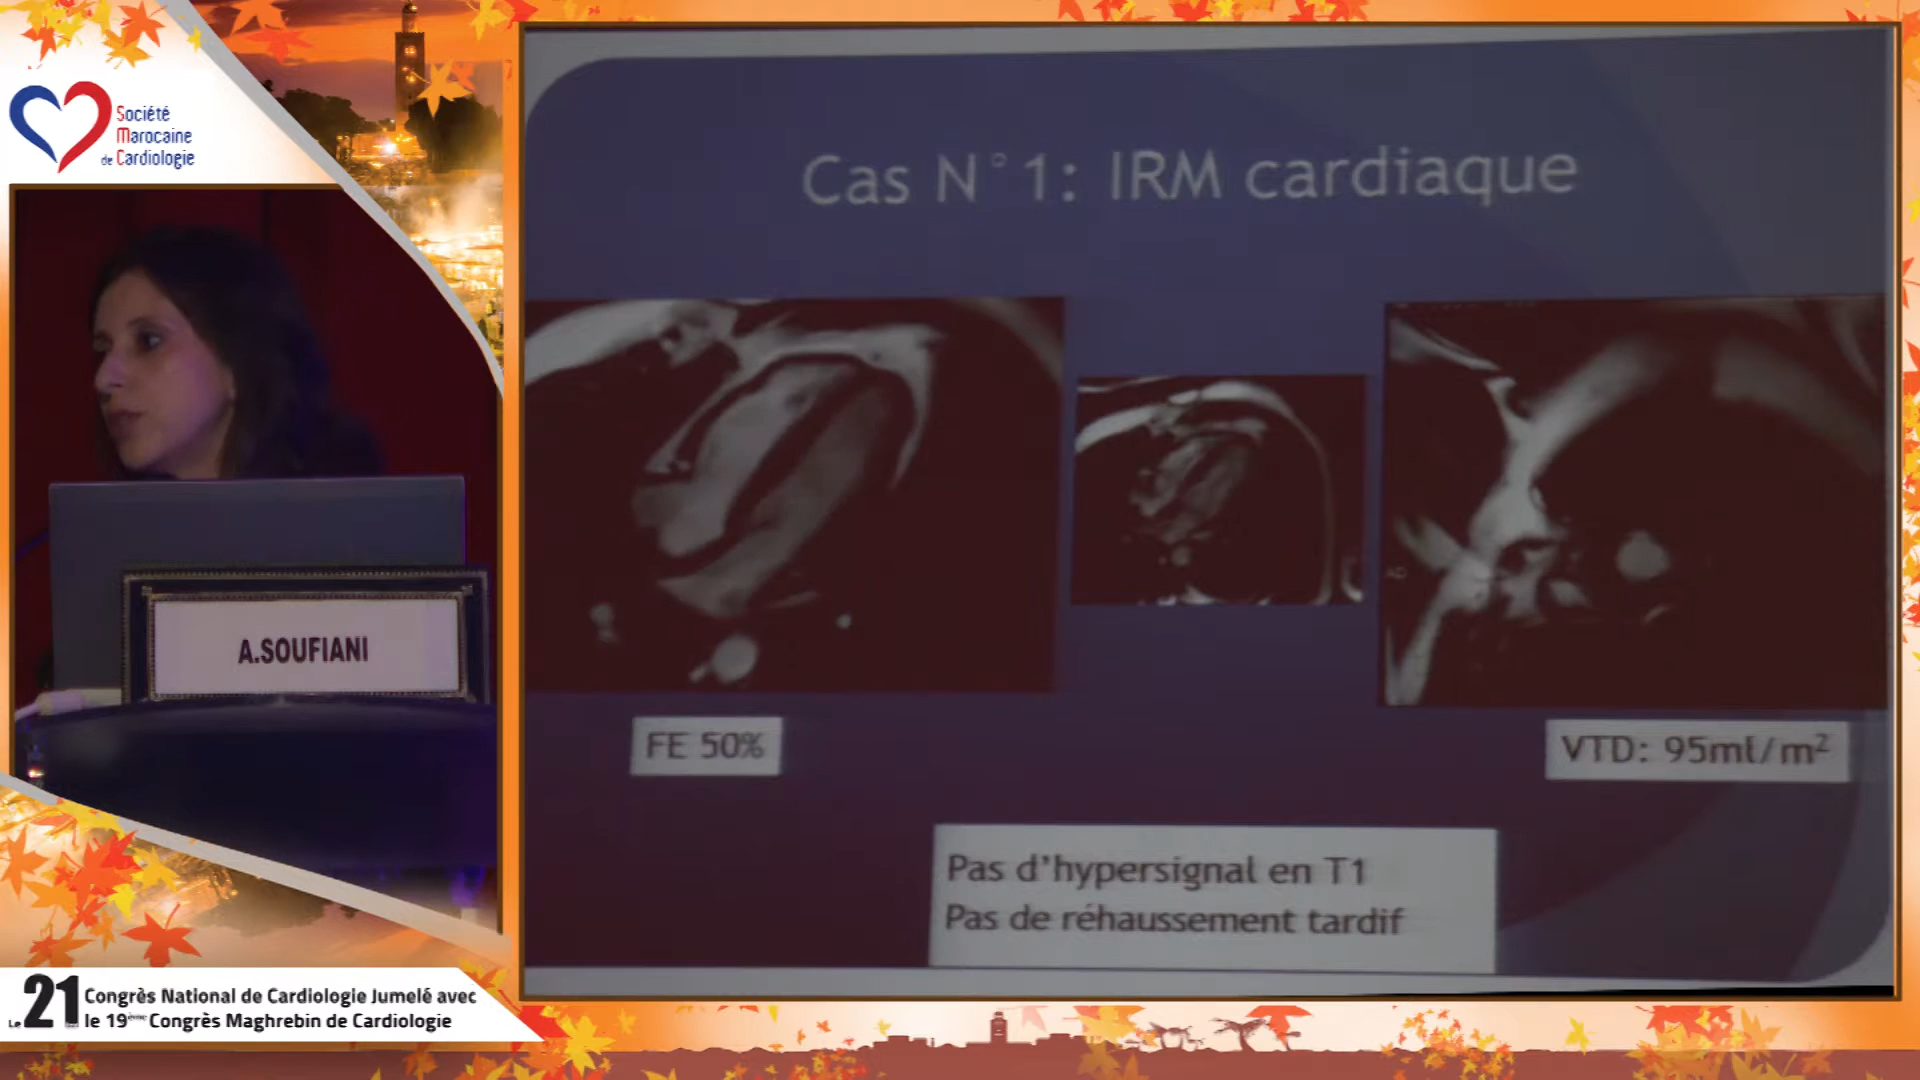 Société
Marocaine
de Cardiologie
A.SOUFIANI
Le 21 Congrès National de Cardiologie Jumelé avec
le 19ème Congrès Maghrebin de Cardiologie
Cas N°1: IRM cardiaque
FE 50%
VTD: 95ml/m²
Pas d'hypersignal en T1
Pas de réhaussement tardif